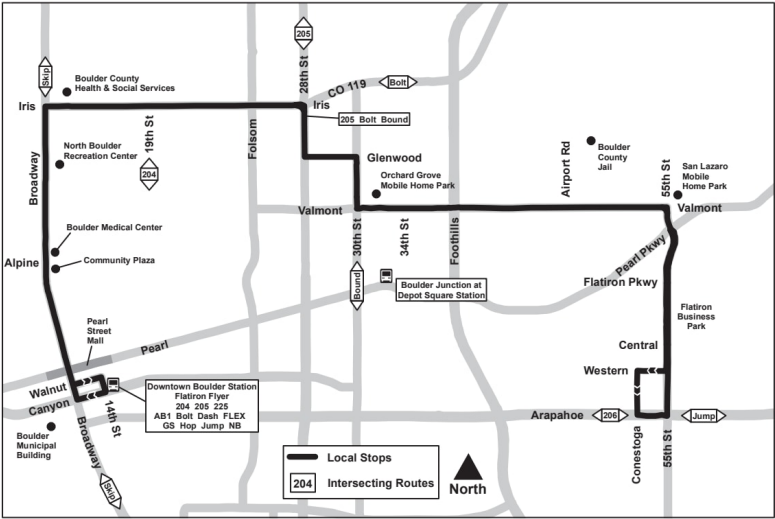 205
28th St
Skip
Boulder County
Health & Social Services
CO 119
Bolt
Iris
Iris
205 Bolt Bound
19th St
204
Folsom
Broadway
North Boulder
Recreation Center
Glenwood
Orchard Grove
Mobile Home Park
Airport Rd
Boulder
County
Jail
55th St
San Lazaro
Mobile
Home Park
Valmont
Valmont
30th St
34th St
Foothills
Boulder Medical Center
Alpine
Community Plaza
Pearl Pkwy
Bound
Boulder Junction at
Depot Square Station
Flatiron Pkwy
Flatiron
Business
Park
Pearl
Street
Mall
Pearl
Central
Western
Walnut
Canyon
14th St
Downtown Boulder Station
Flatiron Flyer
204 205 225
AB1 Bolt Dash FLEX
GS Hop Jump NB
Arapahoe
206
Jump
Boulder
Municipal
Building
Broadway
Skip
Conestoga
55th St
Local Stops
204
Intersecting Routes
North